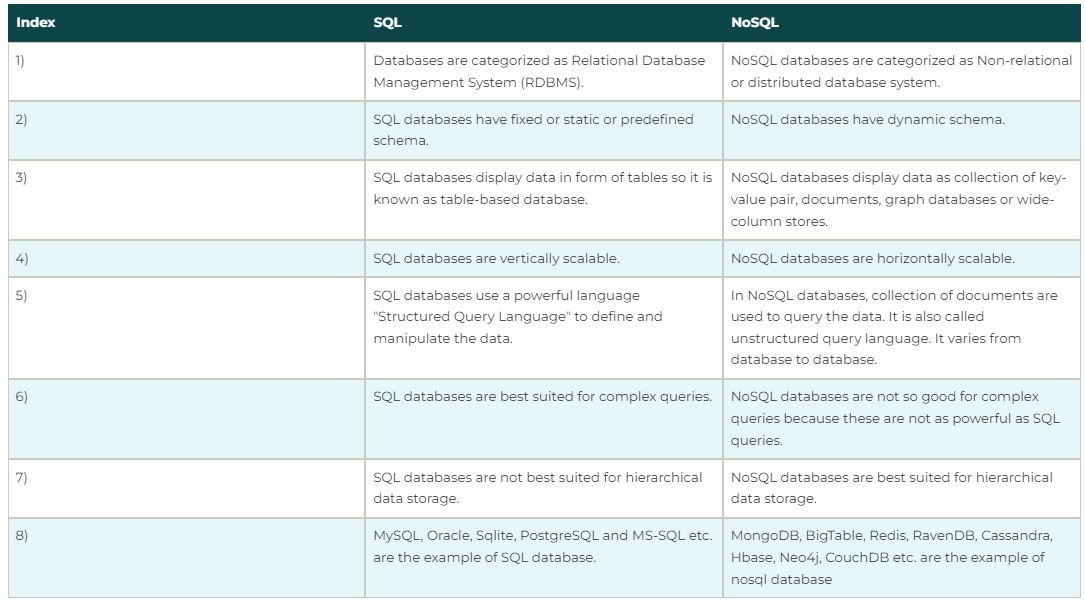 Index SQL NoSQL
1)
Databases are categorized as Relational Database
Management System (RDBMS).
NoSQL databases are categorized as Non-relational
or distributed database system.
2)
SQL databases have fixed or static or predefined
schema.
NoSQL databases have dynamic schema.
3)
SQL databases display data in form of tables so it is
known as table-based database.
NoSQL databases display data as collection of key-
value pair, documents, graph databases or wide-
column stores.
4)
SQL databases are vertically scalable.
NoSQL databases are horizontally scalable.
5)
SQL databases use a powerful language
"Structured Query Language" to define and
manipulate the data.
In NoSQL databases, collection of documents are
used to query the data. It is also called
unstructured query language. It varies from
database to database.
6)
SQL databases are best suited for complex queries.
NoSQL databases are not so good for complex
queries because these are not as powerful as SQL
queries.
7)
SQL databases are not best suited for hierarchical
data storage.
NoSQL databases are best suited for hierarchical
data storage.
8)
MySQL, Oracle, Sqlite, PostgreSQL and MS-SQL etc.
are the example of SQL database.
MongoDB, BigTable, Redis, RavenDB, Cassandra,
Hbase, Neo4j, CouchDB etc. are the example of
nosql database